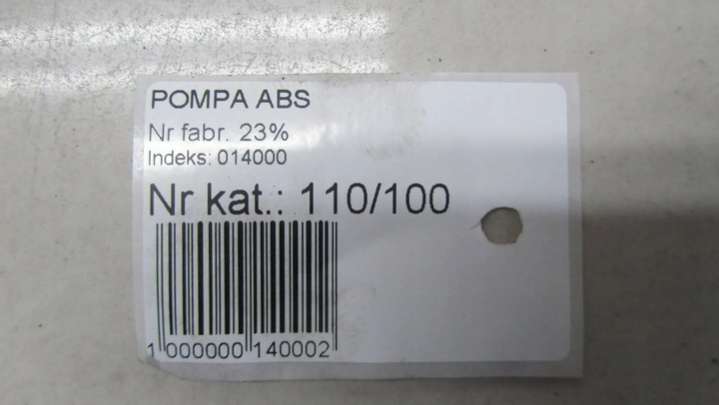 POMPA ABS
Nr fabr. 23%
Indeks: 014000
Nr kat.: 110/100
1 000000 140002